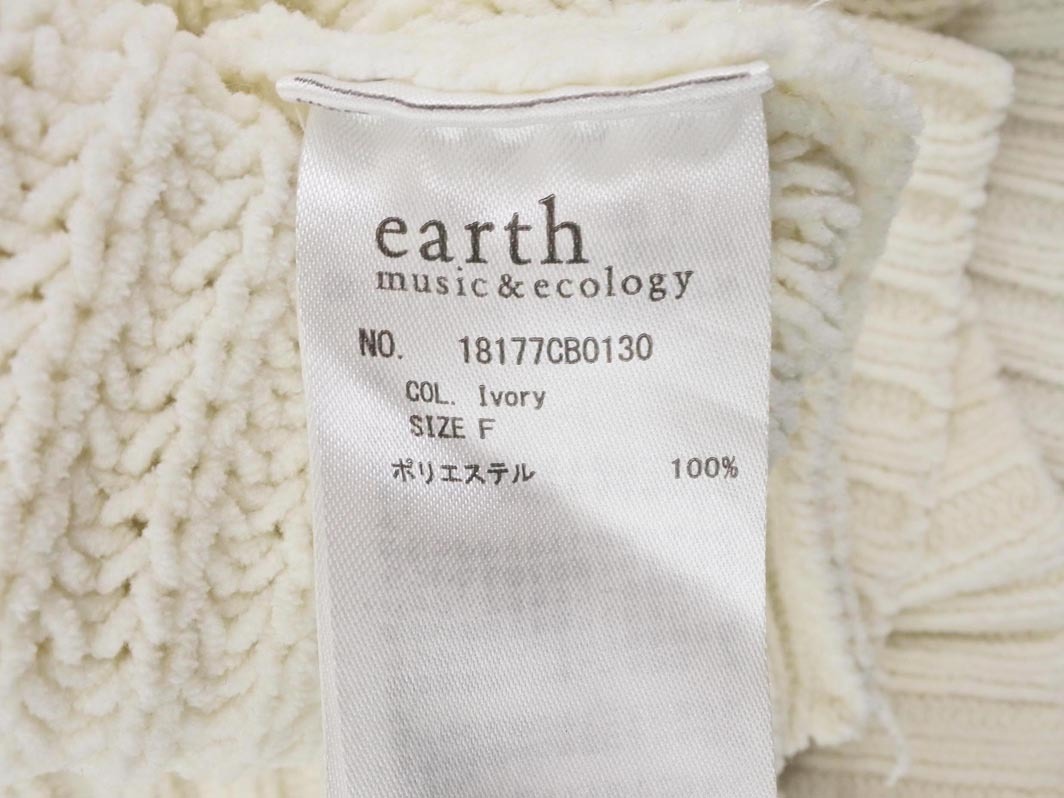 earth
music&ecology
NO. 18177CB0130
COL. Ivory
SIZE F
ポリエステル 100%